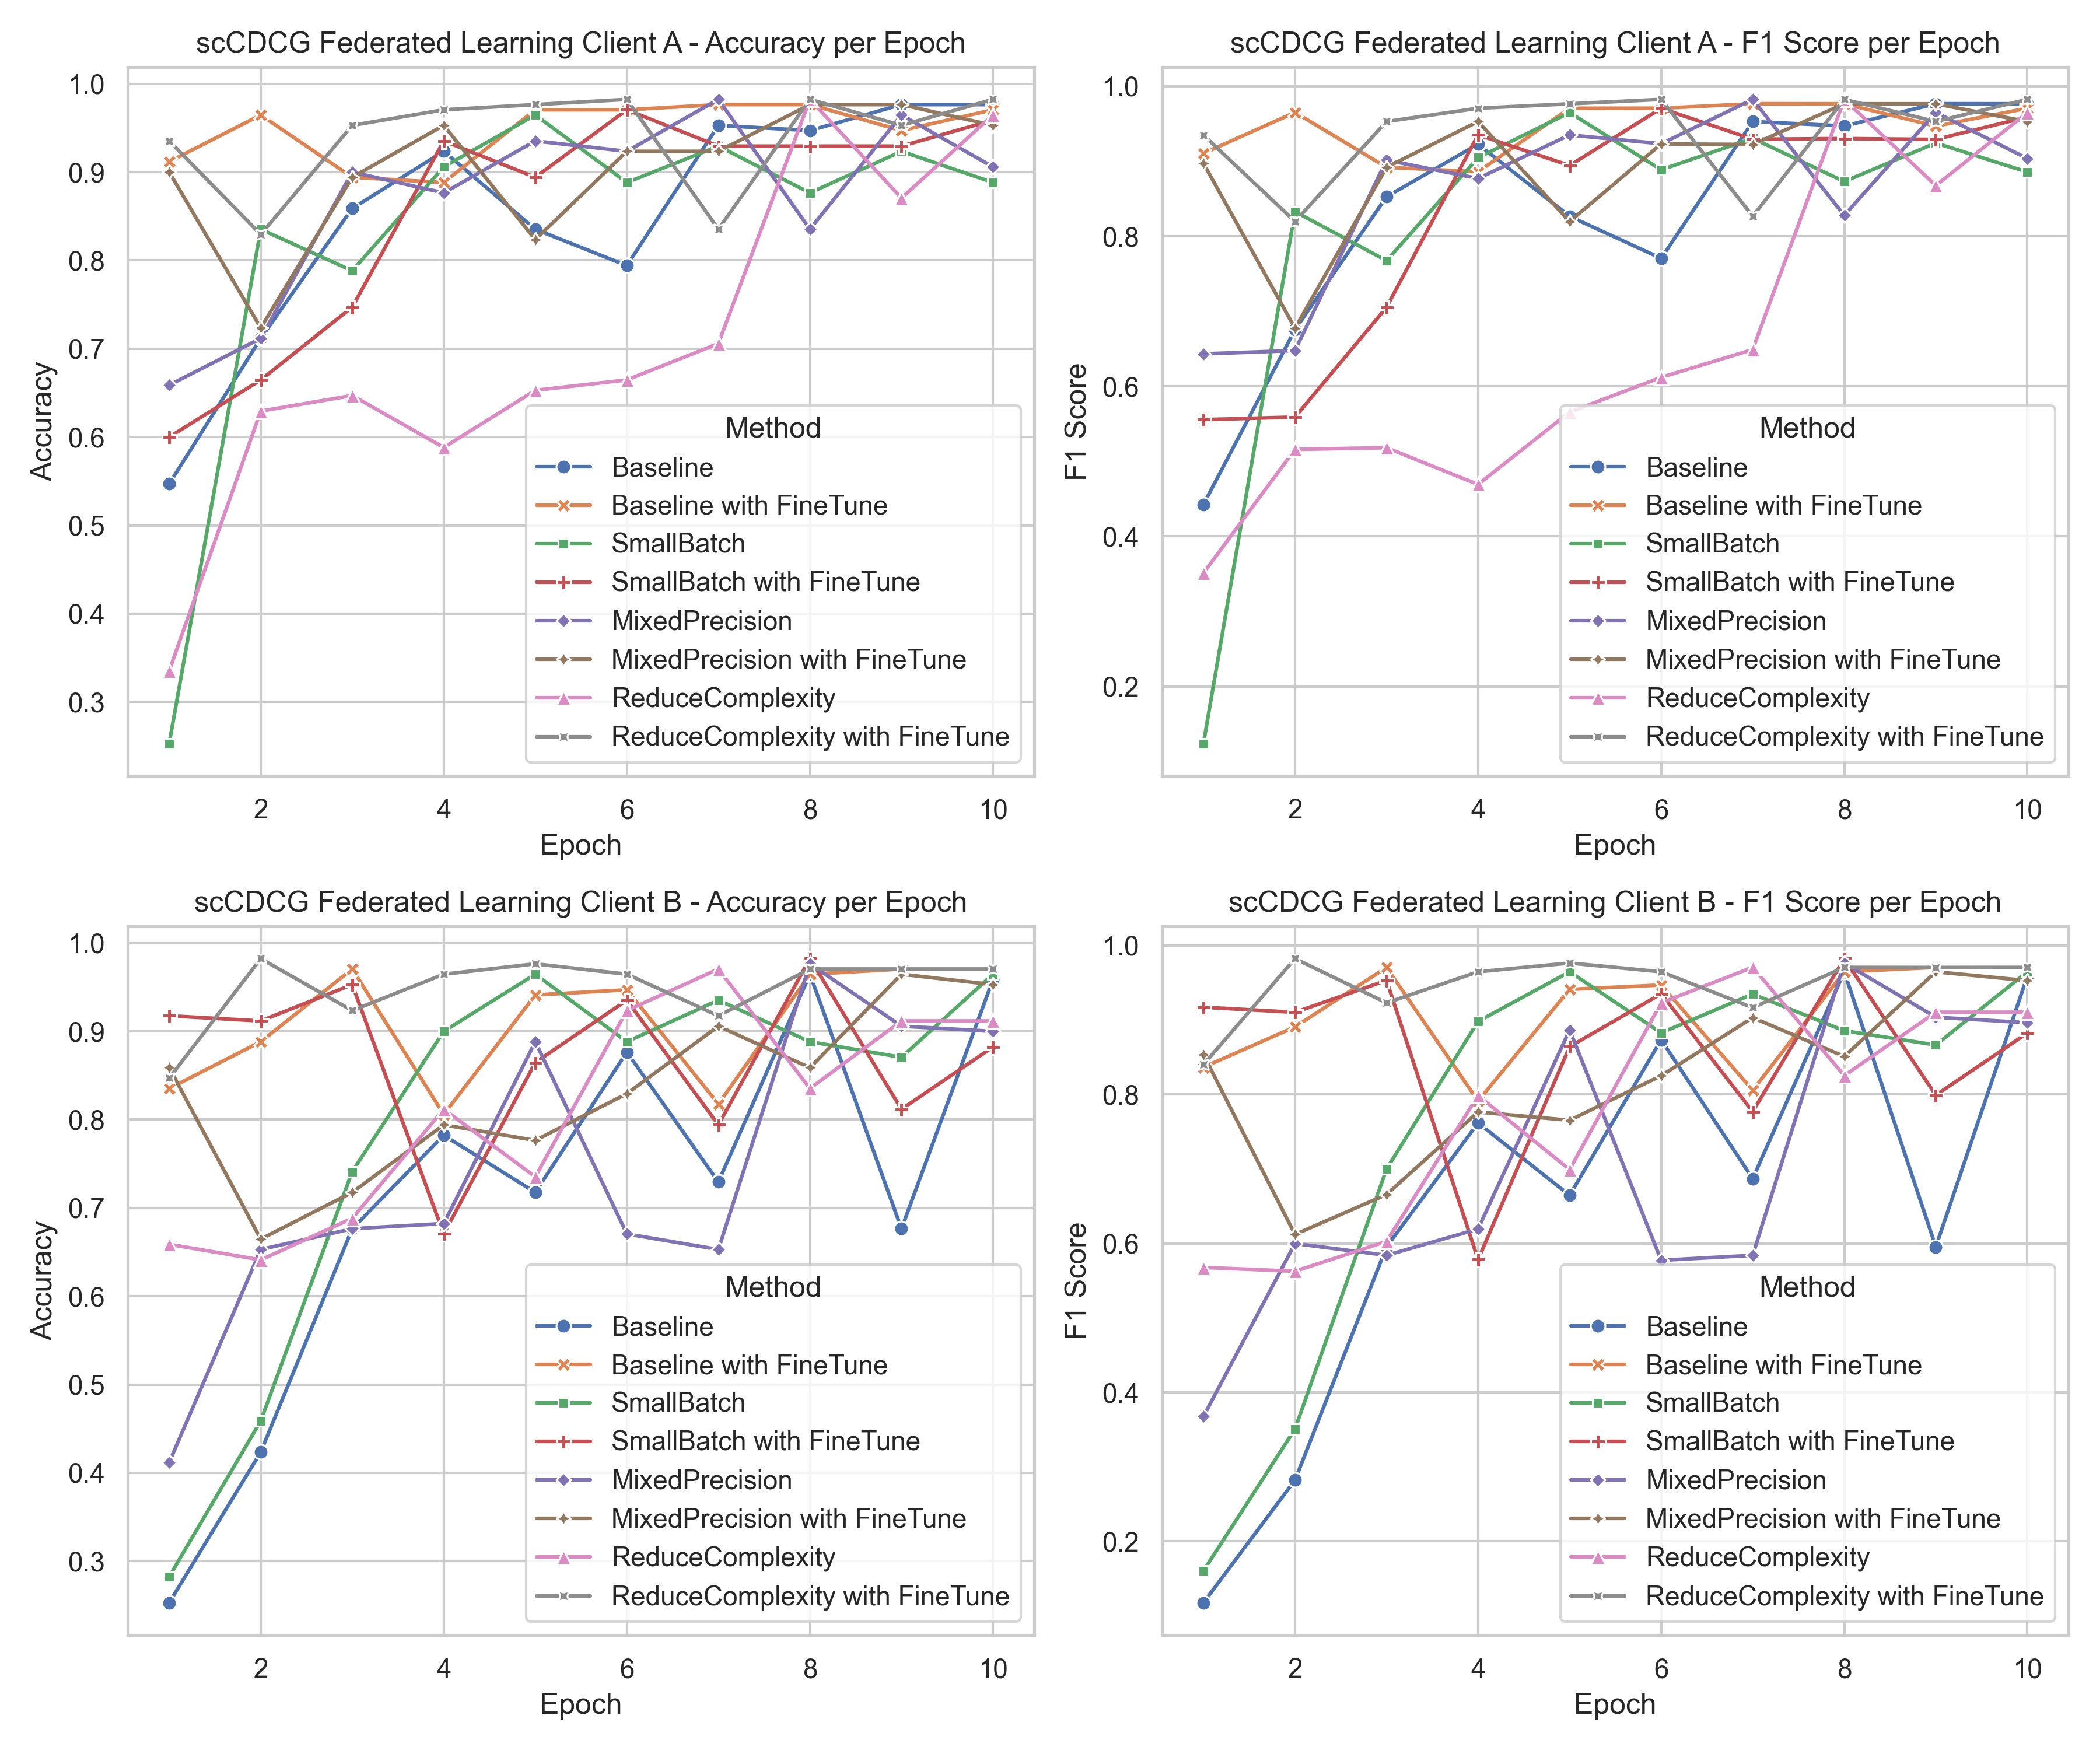 scCDCG Federated Learning Client A - Accuracy per Epoch
1.0
0.9
0.8
0.7
0.6
0.5
0.4
0.3
Accuracy
2
4
6
8
10
Epoch
Method
Baseline
Baseline with FineTune
SmallBatch
SmallBatch with FineTune
MixedPrecision
MixedPrecision with FineTune
ReduceComplexity
ReduceComplexity with FineTune
scCDCG Federated Learning Client A - F1 Score per Epoch
1.0
0.8
0.6
0.4
0.2
F1 Score
2
4
6
8
10
Epoch
Method
Baseline
Baseline with FineTune
SmallBatch
SmallBatch with FineTune
MixedPrecision
MixedPrecision with FineTune
ReduceComplexity
ReduceComplexity with FineTune
scCDCG Federated Learning Client B - Accuracy per Epoch
1.0
0.9
0.8
0.7
0.6
0.5
0.4
0.3
Accuracy
2
4
6
8
10
Epoch
Method
Baseline
Baseline with FineTune
SmallBatch
SmallBatch with FineTune
MixedPrecision
MixedPrecision with FineTune
ReduceComplexity
ReduceComplexity with FineTune
scCDCG Federated Learning Client B - F1 Score per Epoch
1.0
0.8
0.6
0.4
0.2
F1 Score
2
4
6
8
10
Epoch
Method
Baseline
Baseline with FineTune
SmallBatch
SmallBatch with FineTune
MixedPrecision
MixedPrecision with FineTune
ReduceComplexity
ReduceComplexity with FineTune